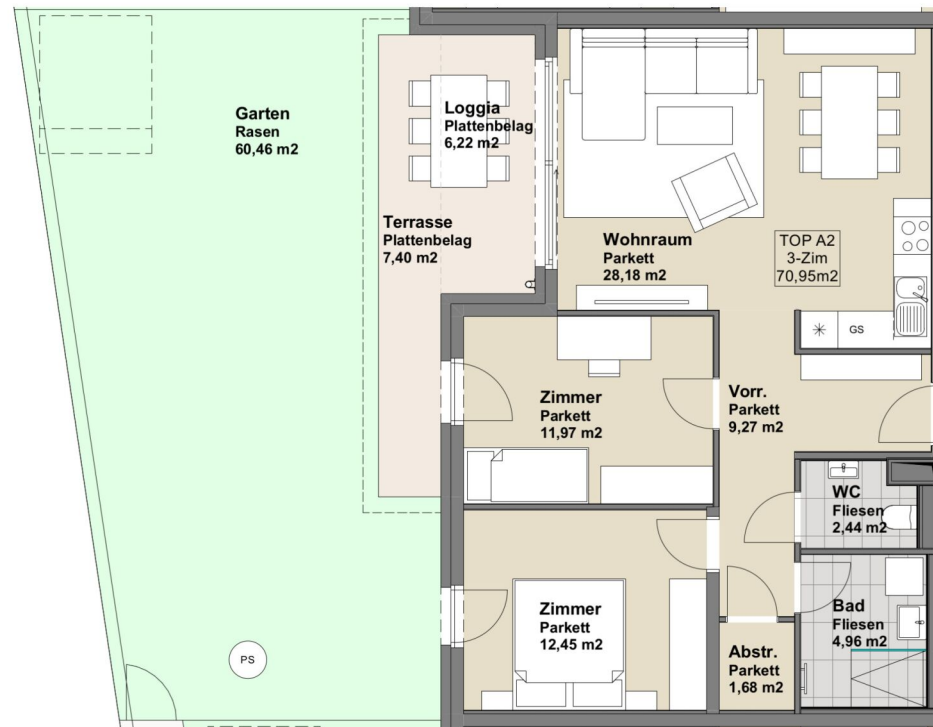 Garten
Rasen
60,46 m2
Loggia
Plattenbelag
6,22 m2
Terrasse
Plattenbelag
7,40 m2
Wohnraum
Parkett
28,18 m2
TOP A2
3-Zim
70,95m2
GS
Zimmer
Parkett
11,97 m2
Vorr.
Parkett
9,27 m2
WC
Fliesen
2,44 m2
Zimmer
Parkett
12,45 m2
Bad
Fliesen
4,96 m2
Abstr.
Parkett
1,68 m2
PS